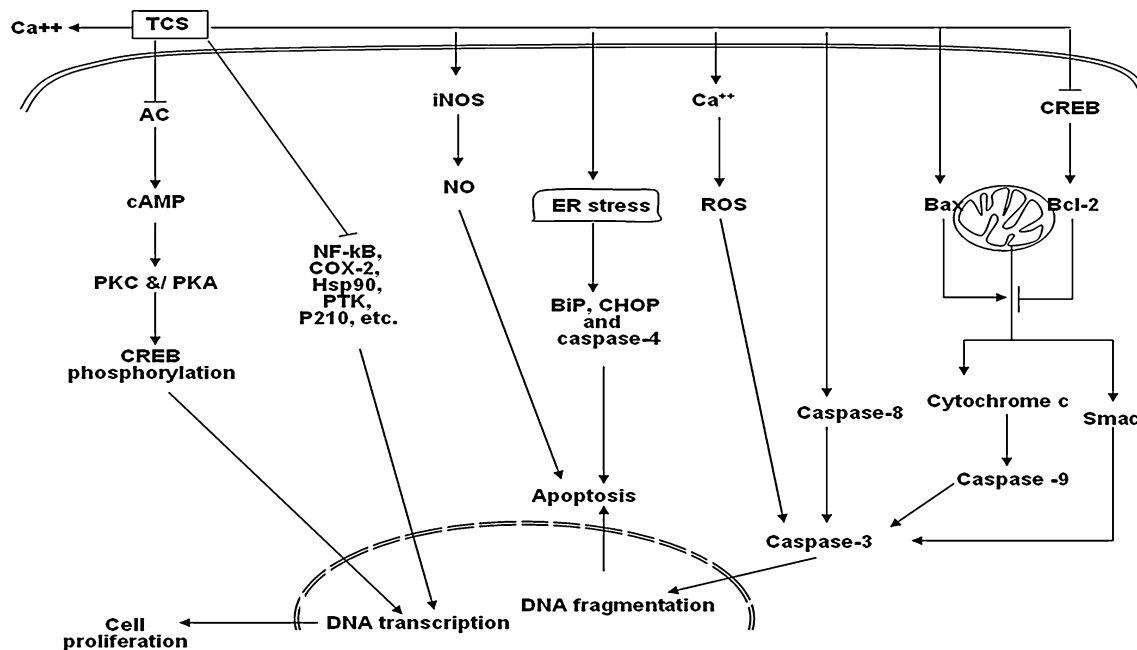 Ca++
TCS
AC
iNOS
Ca++
CREB
cAMP
NO
ER stress
ROS
Bax
Bcl-2
NF-kB,
COX-2,
Hsp90,
PTK,
P210, etc.
PKC &/ PKA
BiP, CHOP
and
caspase-4
CREB
phosphorylation
Cytochrome c
Caspase-8
Smac
Caspase -9
Apoptosis
Caspase-3
DNA fragmentation
DNA transcription
Cell
proliferation